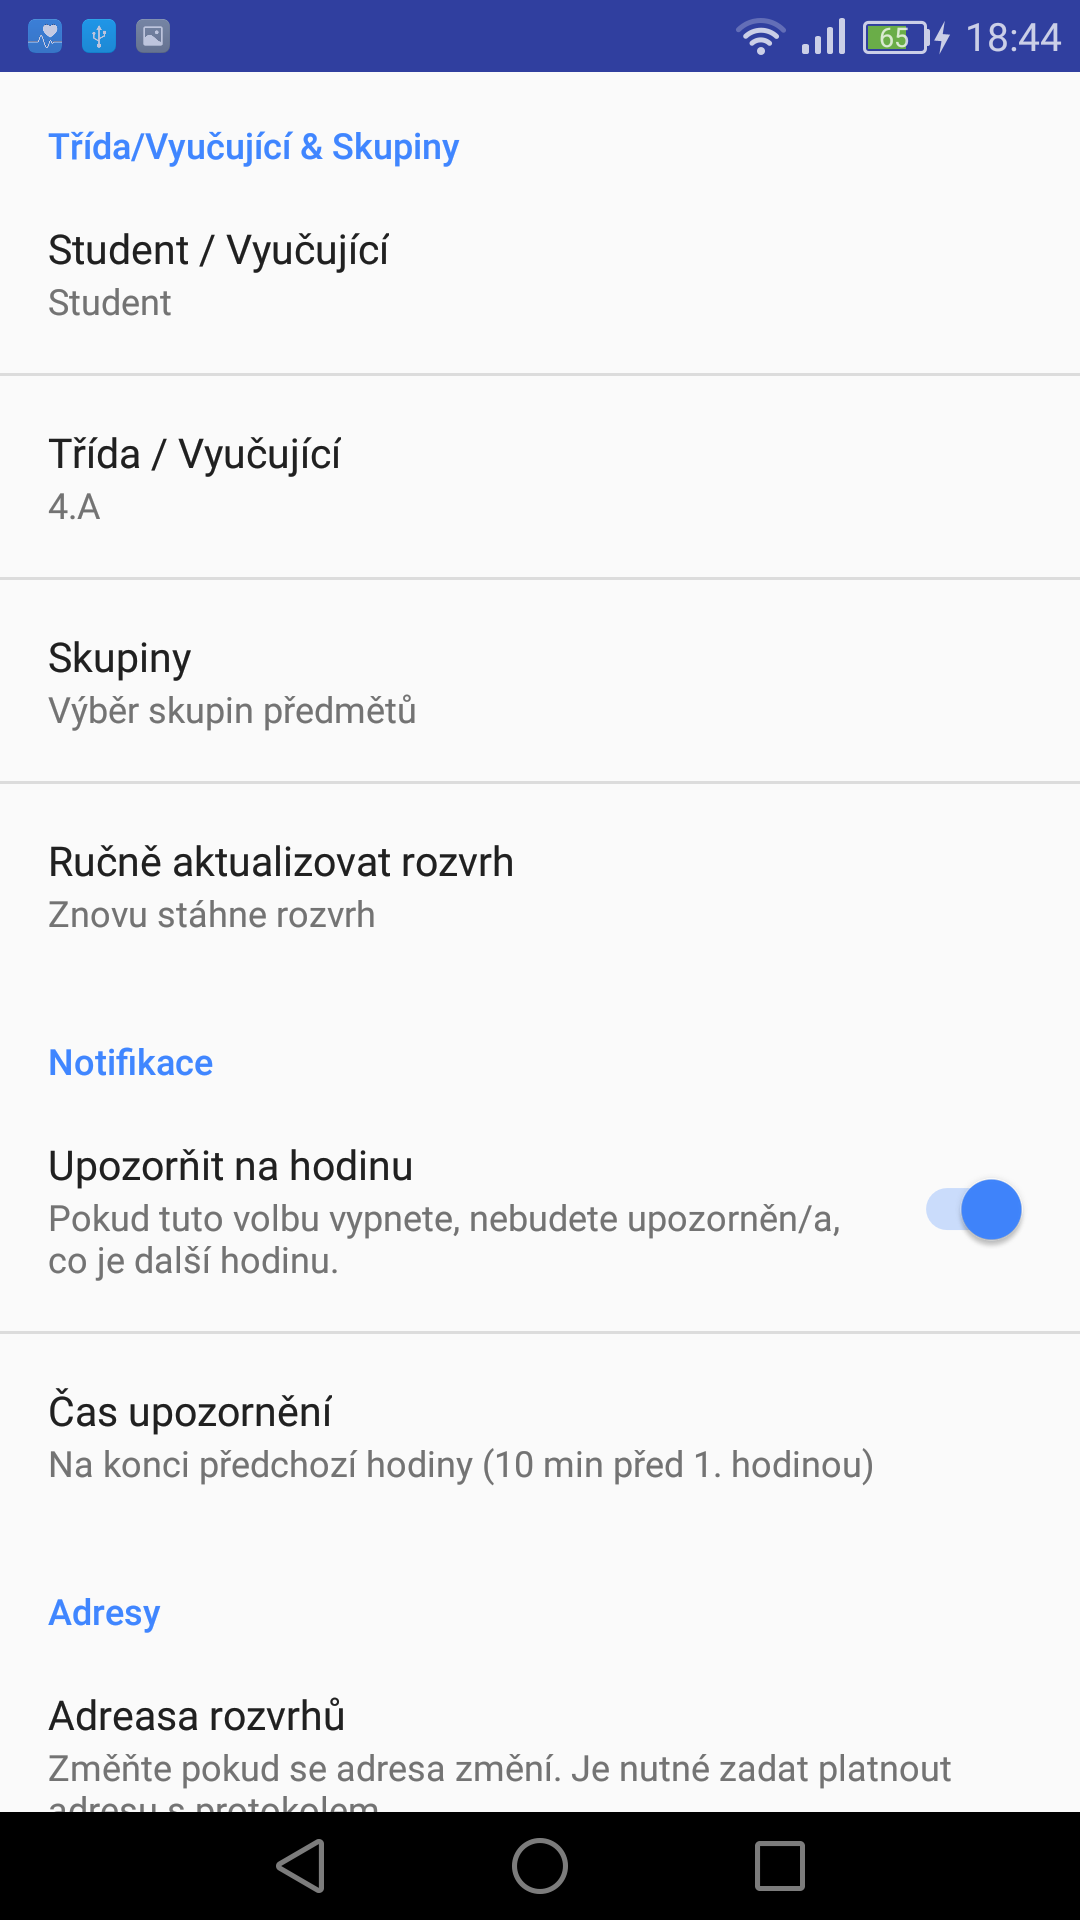 65 18:44
Třída/Vyučující & Skupiny
Student / Vyučující
Student
Třída / Vyučující
4.A
Skupiny
Výběr skupin předmětů
Ručně aktualizovat rozvrh
Znovu stáhne rozvrh
Notifikace
Upozorňit na hodinu
Pokud tuto volbu vypnete, nebudete upozorněn/a,
co je další hodinu.
Čas upozornění
Na konci předchozí hodiny (10 min před 1. hodinou)
Adresy
Adreasa rozvrhů
Změňte pokud se adresa změní. Je nutné zadat platnout
adresu s protokolem